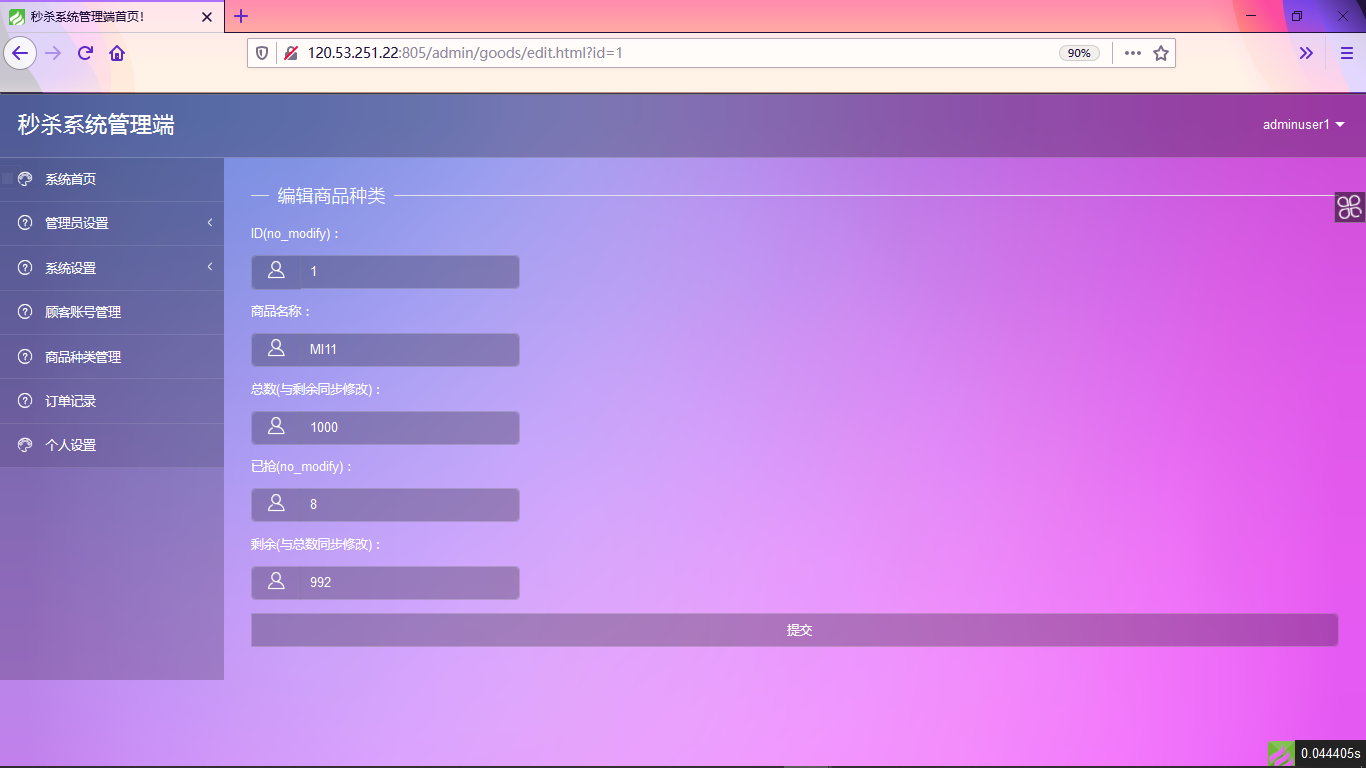 秒杀系统管理端首页!
120.53.251.22:805/admin/goods/edit.html?id=1
90%
秒杀系统管理端
adminuser1
系统首页
管理员设置
系统设置
顾客账号管理
商品种类管理
订单记录
个人设置
编辑商品种类
ID(no_modify)：
1
商品名称：
MI11
总数(与剩余同步修改)：
1000
已抢(no_modify)：
8
剩余(与总数同步修改)：
992
提交
0.044405s